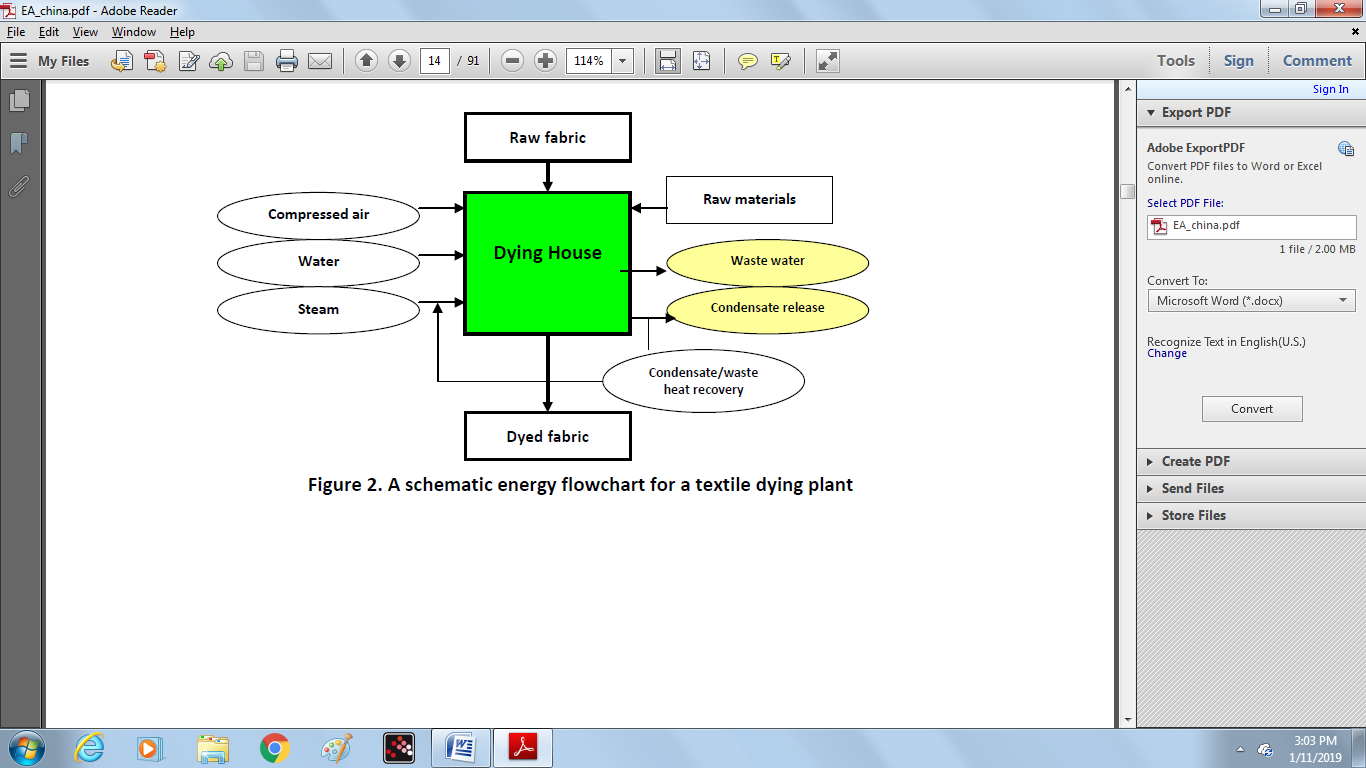 EA_china.pdf - Adobe Reader
File Edit View Window Help
My Files 14 / 91 114% Tools Sign Comment
Sign In
Export PDF
Adobe ExportPDF
Convert PDF files to Word or Excel
online.
Select PDF File:
EA_china.pdf
1 file / 2.00 MB
Convert To:
Microsoft Word (*.docx)
Recognize Text in English(U.S.)
Change
Convert
Create PDF
Send Files
Store Files
Raw fabric
Compressed air
Raw materials
Water
Dying House
Waste water
Steam
Condensate release
Condensate/waste
heat recovery
Dyed fabric
Figure 2. A schematic energy flowchart for a textile dying plant
3:03 PM
1/11/2019